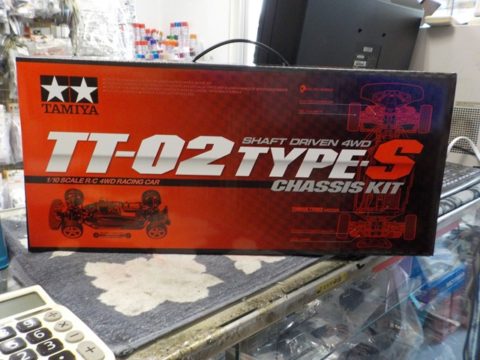 TAMIYA
SHAFT DRIVEN 4WD
TT-02 TYPE-S
CHASSIS KIT
1/10 SCALE R/C 4WD RACING CAR